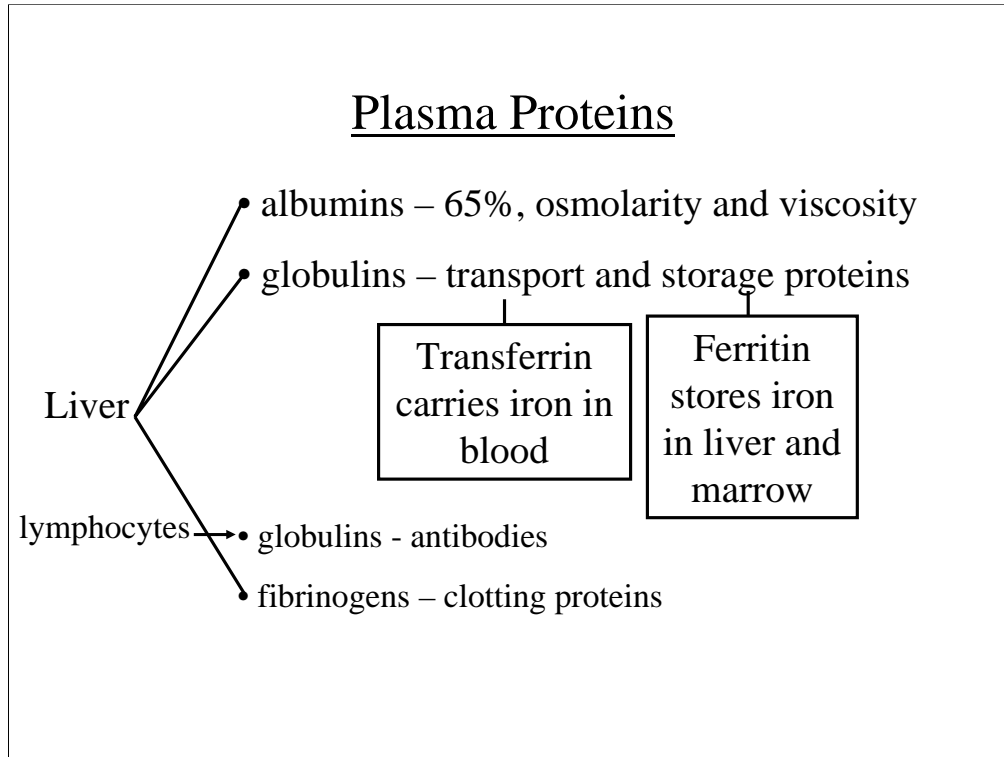 Plasma Proteins
• albumins – 65%, osmolarity and viscosity
• globulins – transport and storage proteins
Transferrin
carries iron in
blood
Ferritin
stores iron
in liver and
marrow
Liver
lymphocytes
• globulins - antibodies
• fibrinogens – clotting proteins